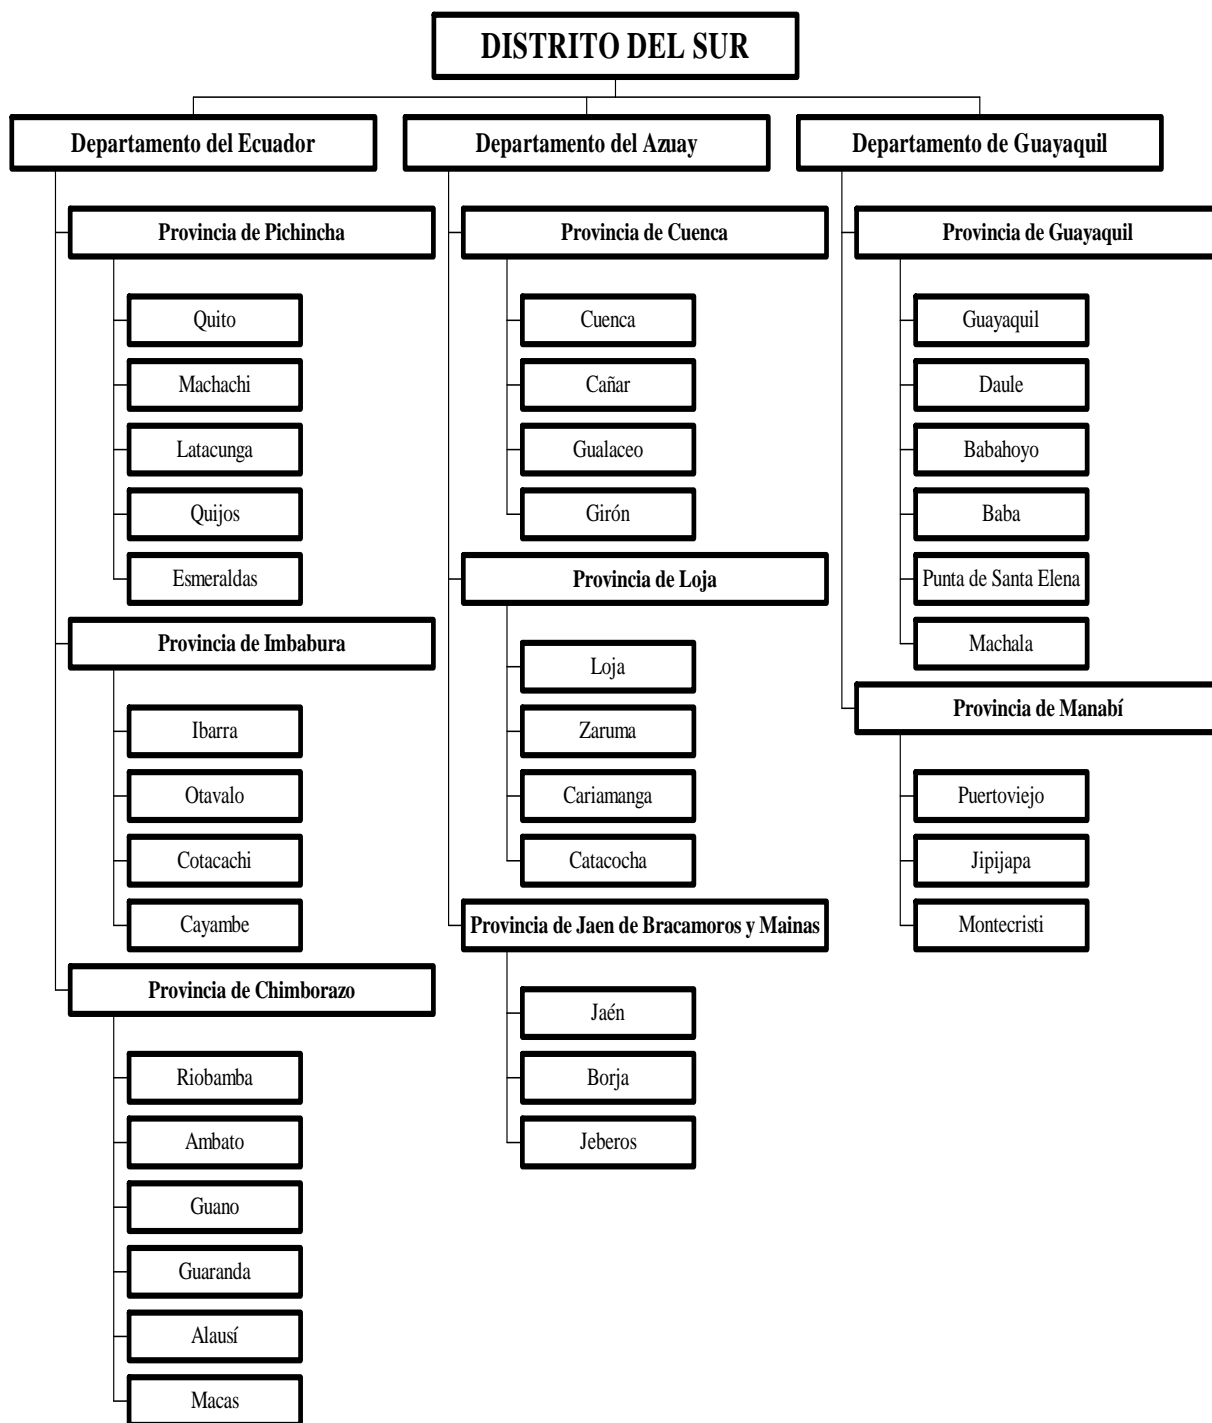 DISTRITO DEL SUR
Departamento del Ecuador
Provincia de Pichincha
Quito
Machachi
Latacunga
Quijos
Esmeraldas
Provincia de Imbabura
Ibarra
Otavalo
Cotacachi
Cayambe
Provincia de Chimborazo
Riobamba
Ambato
Guano
Guaranda
Alausí
Macas
Departamento del Azuay
Provincia de Cuenca
Cuenca
Cañar
Gualaceo
Girón
Provincia de Loja
Loja
Zaruma
Cariamanga
Catacocha
Provincia de Jaen de Bracamoros y Mainas
Jaén
Borja
Jeberos
Departamento de Guayaquil
Provincia de Guayaquil
Guayaquil
Daule
Babahoyo
Baba
Punta de Santa Elena
Machala
Provincia de Manabí
Puertoviejo
Jipijapa
Montecristi